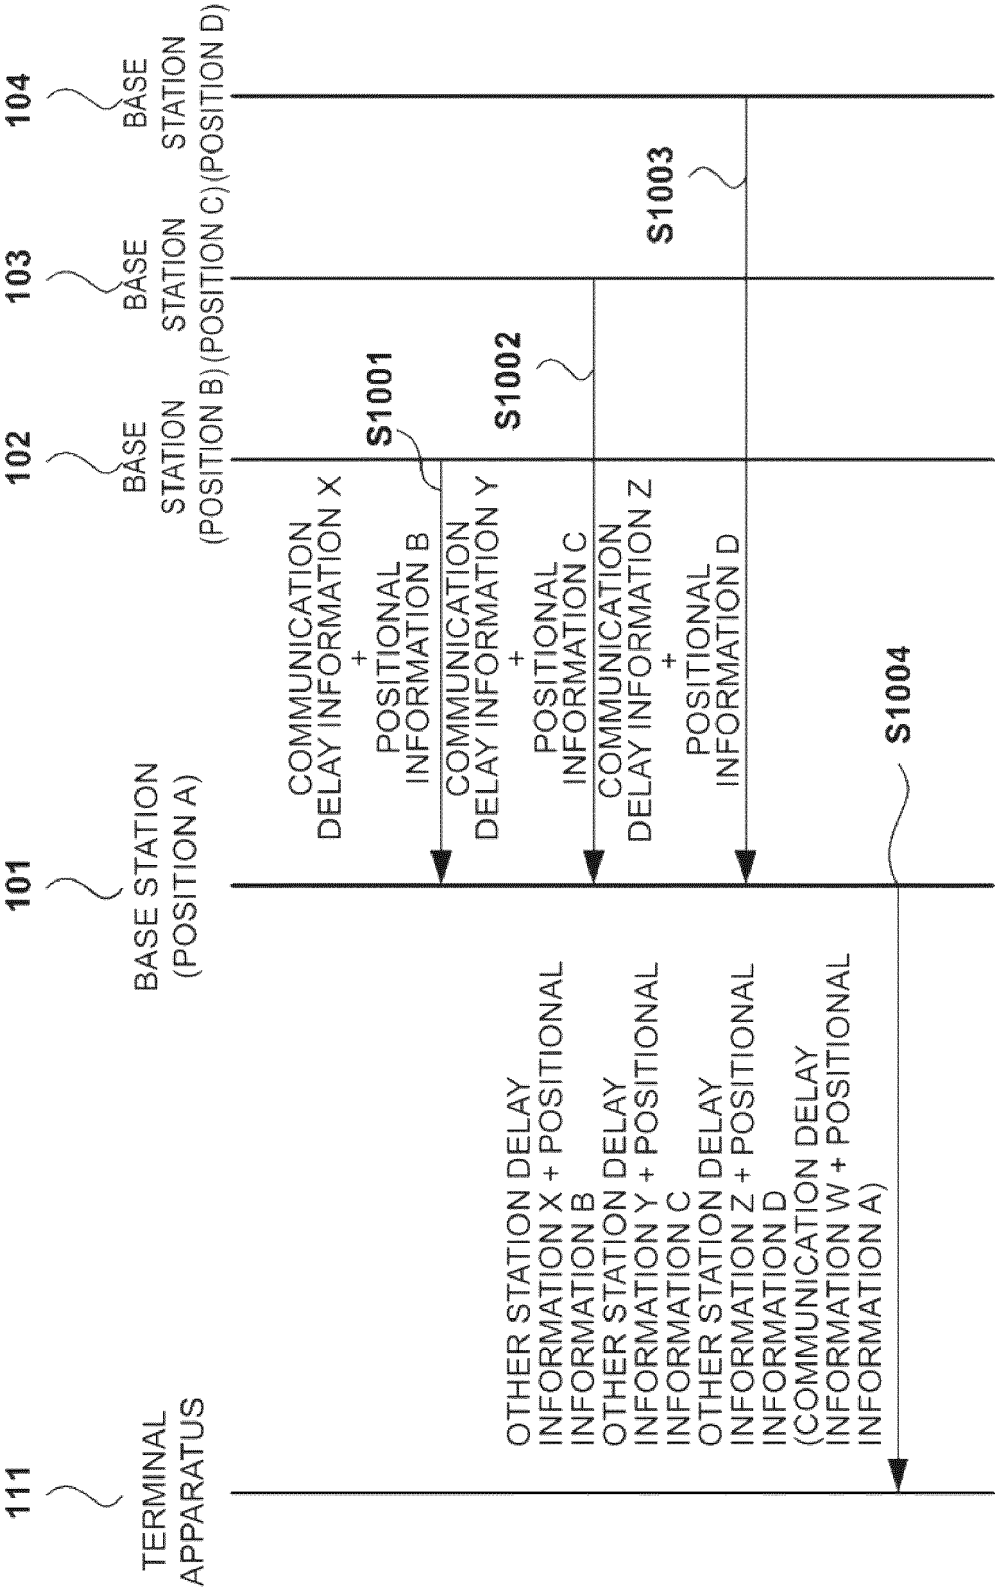 111
TERMINAL
APPARATUS
101
BASE STATION
(POSITION A)
102
BASE
STATION
(POSITION B)
103
BASE
STATION
(POSITION C)
104
BASE
STATION
(POSITION D)
COMMUNICATION
DELAY INFORMATION X
+
POSITIONAL
INFORMATION B
S1001
COMMUNICATION
DELAY INFORMATION Y
+
POSITIONAL
INFORMATION C
S1002
COMMUNICATION
DELAY INFORMATION Z
+
POSITIONAL
INFORMATION D
S1003
OTHER STATION DELAY
INFORMATION X + POSITIONAL
INFORMATION B
OTHER STATION DELAY
INFORMATION Y + POSITIONAL
INFORMATION C
OTHER STATION DELAY
INFORMATION Z + POSITIONAL
INFORMATION D
(COMMUNICATION DELAY
INFORMATION W + POSITIONAL
INFORMATION A)
S1004